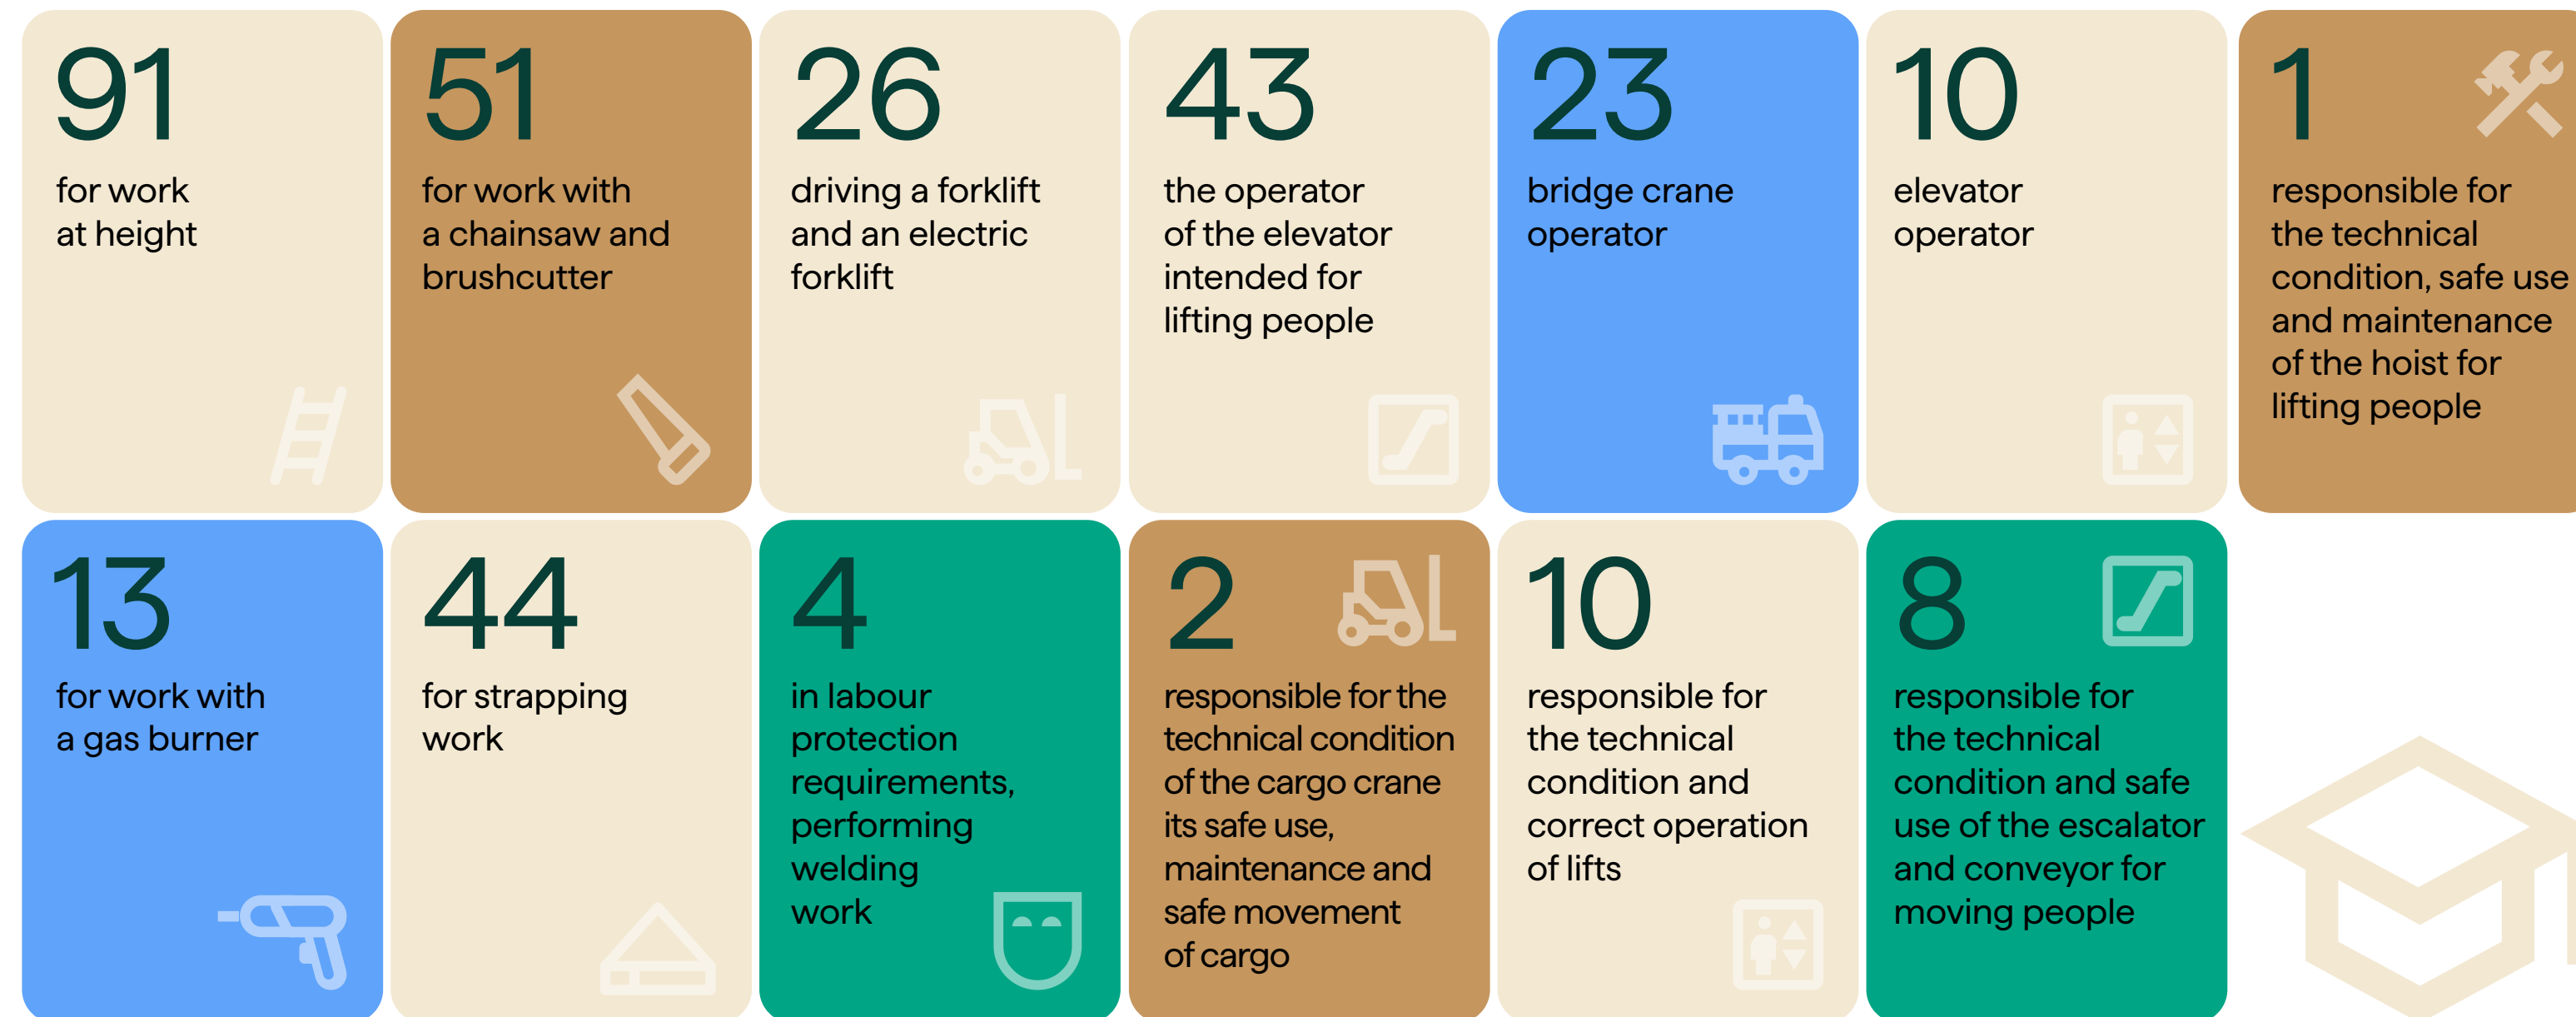 91
for work
at height
51
for work with
a chainsaw and
brushcutter
26
driving a forklift
and an electric
forklift
43
the operator
of the elevator
intended for
lifting people
23
bridge crane
operator
10
elevator
operator
1
responsible for
the technical
condition, safe use
and maintenance
of the hoist for
lifting people
13
for work with
a gas burner
44
for strapping
work
4
in labour
protection
requirements,
performing
welding
work
2
responsible for the
technical condition
of the cargo crane
its safe use,
maintenance and
safe movement
of cargo
10
responsible for
the technical
condition and
correct operation
of lifts
8
responsible for
the technical
condition and safe
use of the escalator
and conveyor for
moving people